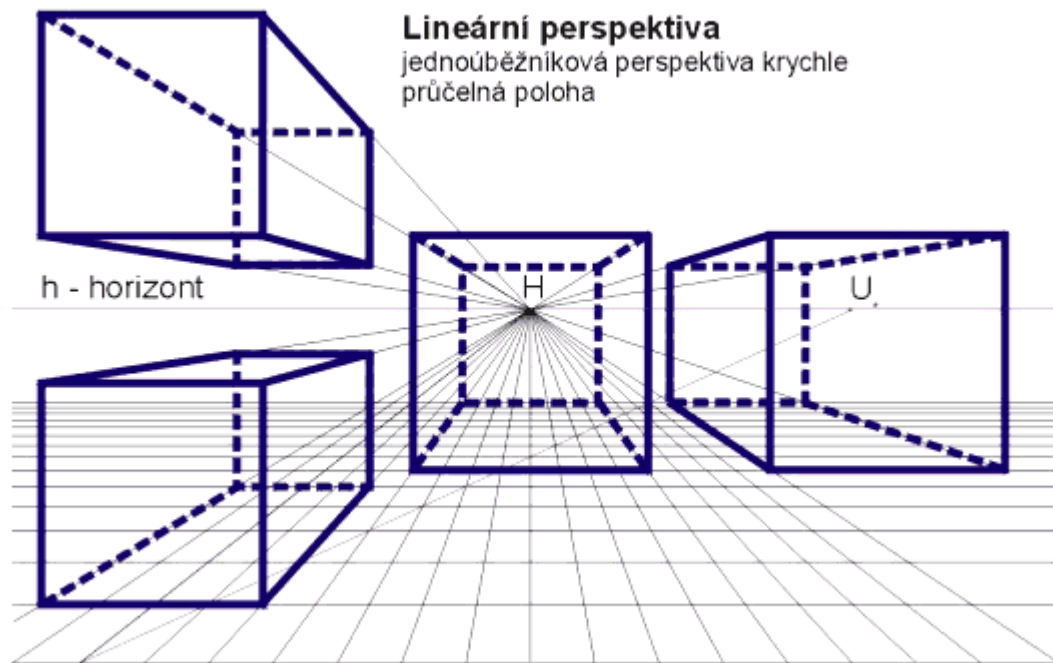 Lineární perspektiva
jednoúběžníková perspektiva krychle
průčelná poloha
h - horizont
H
U